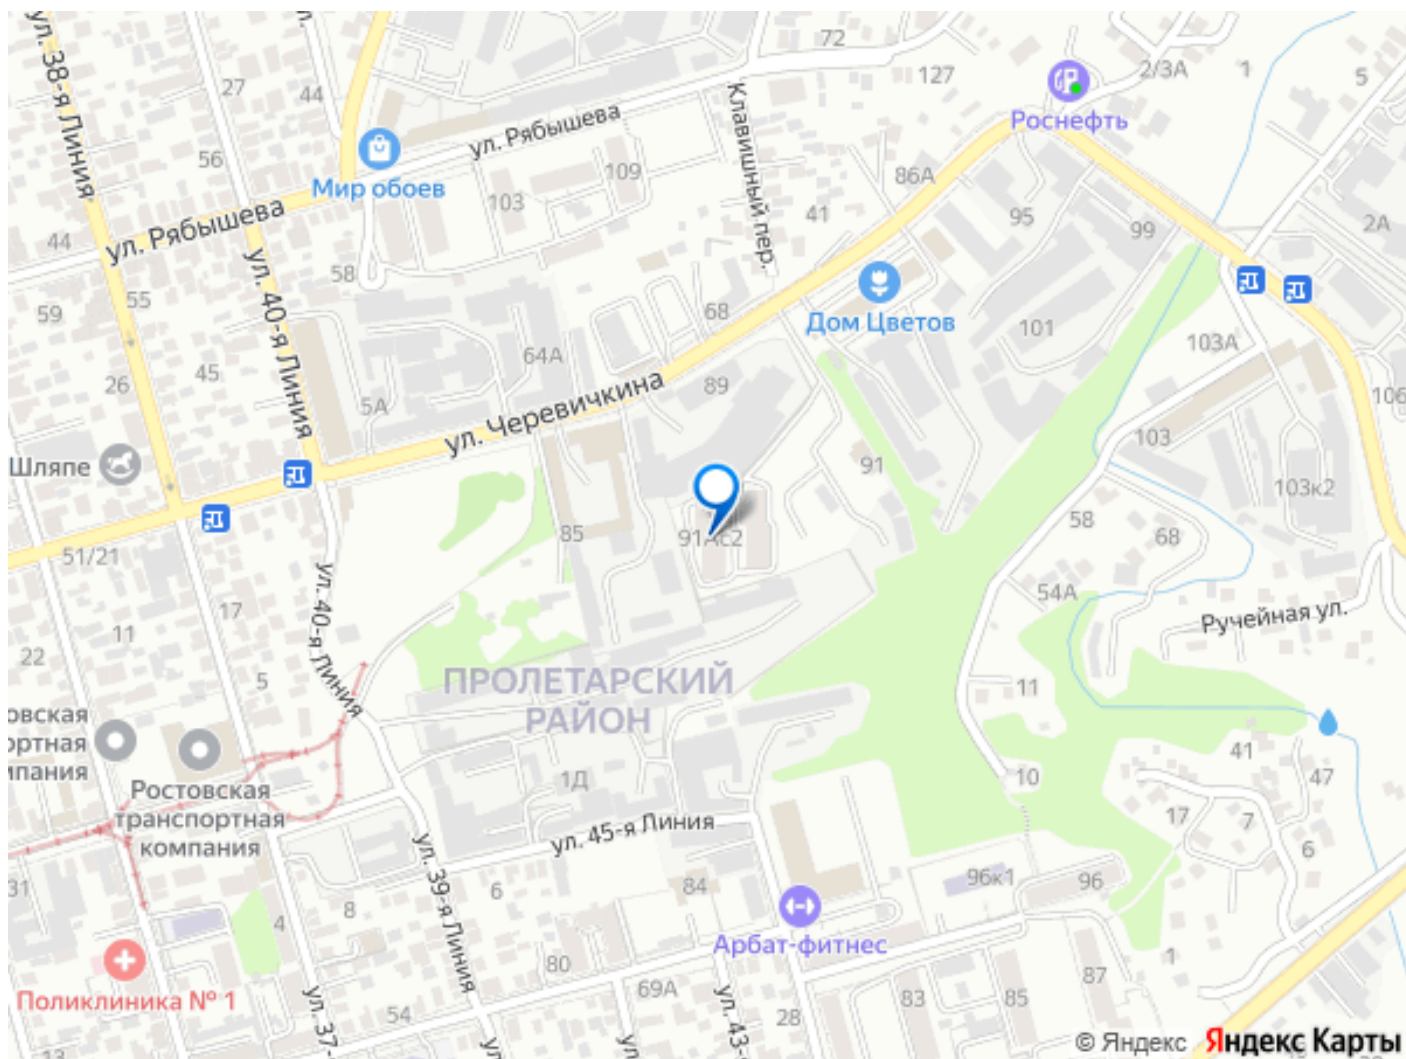 ул. 38-я Линия
72
127
2/3А
1
5
27
44
Роснефть
ул. Рябышева
Клавишный пер.
56
Мир обоев
109
86А
103
41
95
99
2А
ул. Рябышева
44
58
ул. 40-я Линия
55
59
68
Дом Цветов
101
103А
64А
45
26
89
106
5А
ул. Черевичкина
Шляпе
91
103
103к2
91Ас2
85
58
68
51/21
ул. 40-я Линия
54А
17
Ручейная ул.
11
22
5
ПРОЛЕТАРСКИЙ
РАЙОН
11
овская
ортная
мпания
41
47
10
1Д
Ростовская
транспортная
компания
17
7
6
ул. 45-я Линия
ул. 39-я Линия
31
6
84
96к1
96
8
4
Арбат-фитнес
1
80
87
Поликлиника № 1
69А
83
85
54
28
ул. 37-
ул. 43-
© Яндекс Яндекс Карты